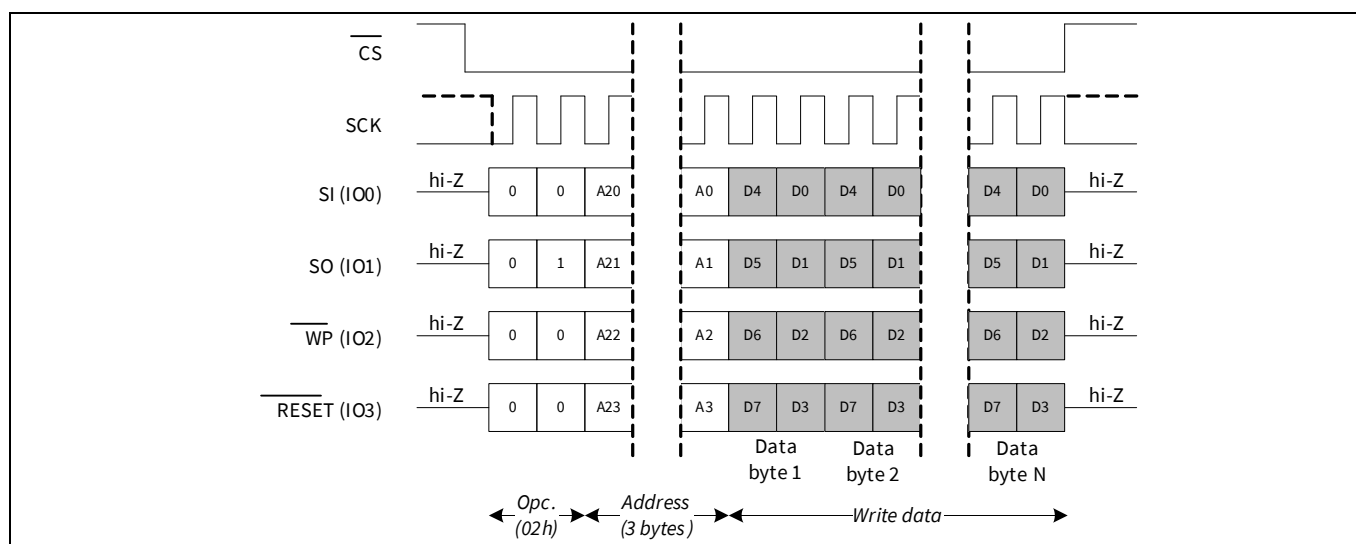 CS
SCK
hi-Z
SI (IO0) 0 0 A20 A0 D4 D0 D4 D0 D4 D0 hi-Z
hi-Z
SO (IO1) 0 1 A21 A1 D5 D1 D5 D1 D5 D1 hi-Z
hi-Z
WP (IO2) 0 0 A22 A2 D6 D2 D6 D2 D6 D2 hi-Z
hi-Z
RESET (IO3) 0 0 A23 A3 D7 D3 D7 D3 D7 D3 hi-Z
Data byte 1
Data byte 2
Data byte N
Opc. (02h)
Address (3 bytes)
Write data